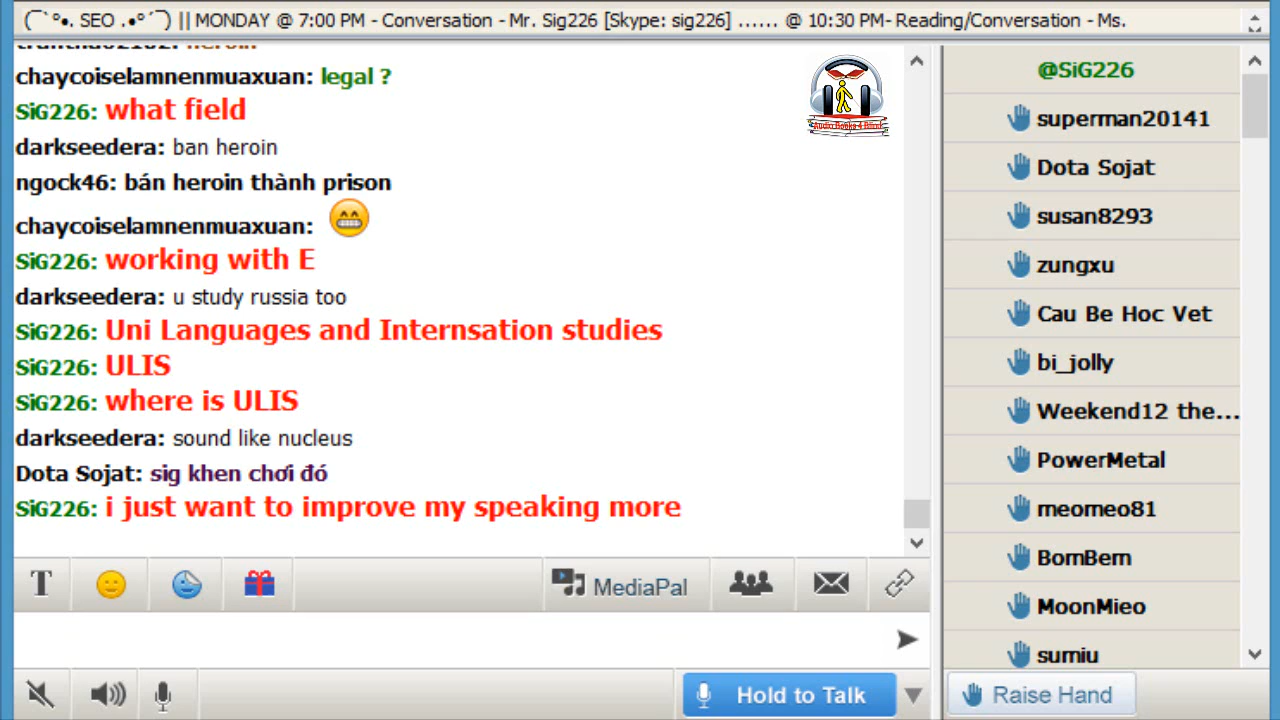 (¯`°•. SEO .•°´¯) || MONDAY @ 7:00 PM - Conversation - Mr. Sig226 [Skype: sig226] ...... @ 10:30 PM- Reading/Conversation - Ms.
chaycoiselamnenmuaxuan: legal ?
SiG226: what field
darkseedera: ban heroin
ngock46: bán heroin thành prison
chaycoiselamnenmuaxuan:
SiG226: working with E
darkseedera: u study russia too
SiG226: Uni Languages and Internsation studies
SiG226: ULIS
SiG226: where is ULIS
darkseedera: sound like nucleus
Dota Sojat: sig khen chơi đó
SiG226: i just want to improve my speaking more
T
MediaPal
Hold to Talk
@SiG226
superman20141
Dota Sojat
susan8293
zungxu
Cau Be Hoc Vet
bi_jolly
Weekend12 the...
PowerMetal
meomeo81
BornBern
MoonMieo
sumiu
Raise Hand